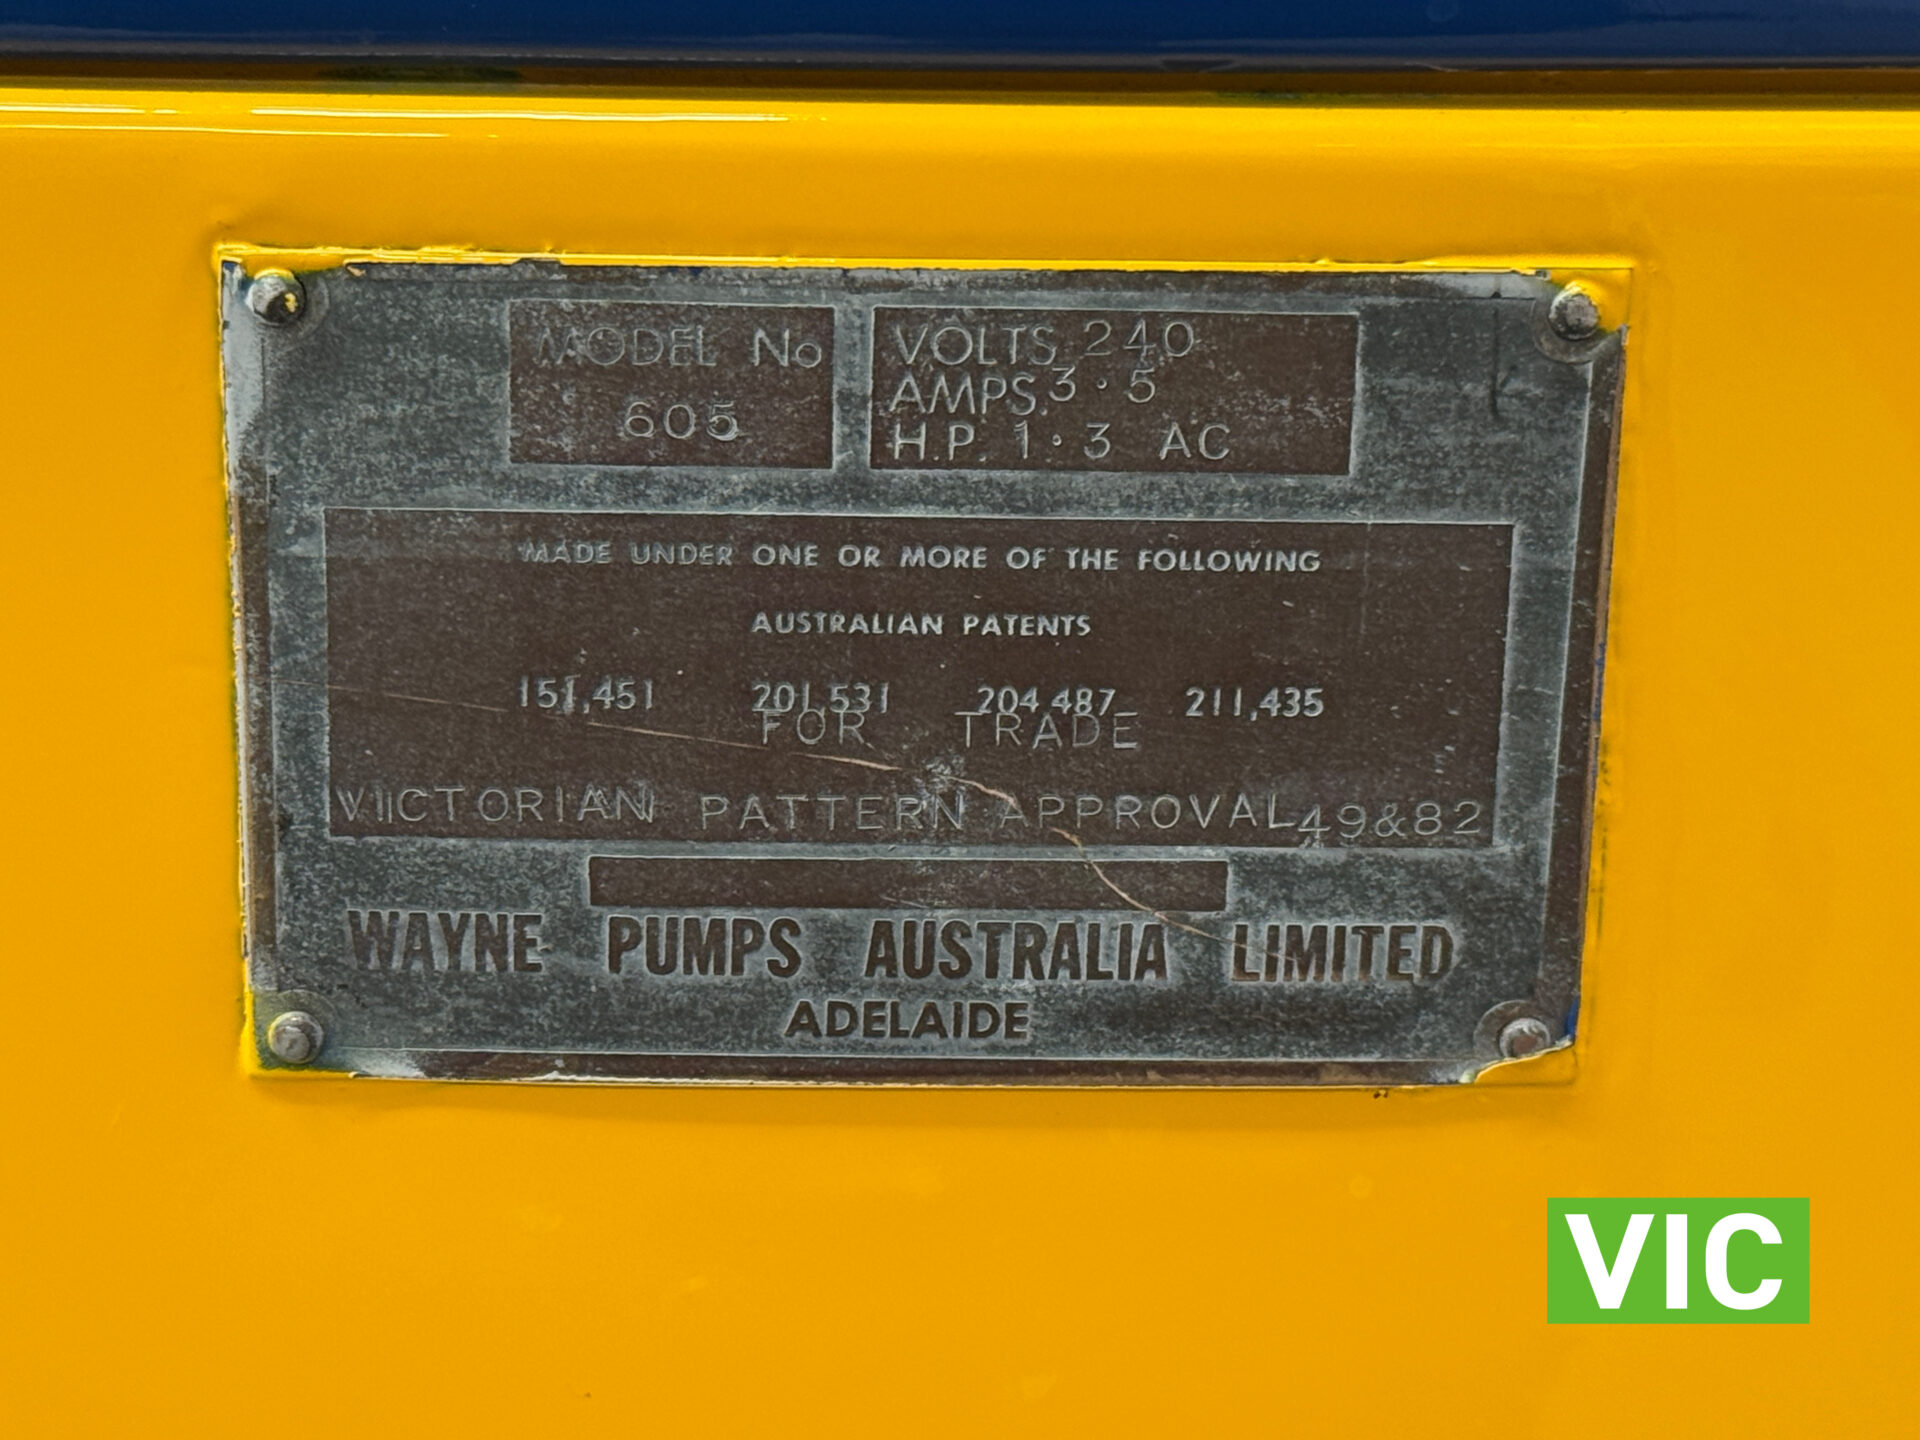 MODEL No
605
VOLTS 240
AMPS. 3.5
H.P. 1.3 AC
MADE UNDER ONE OR MORE OF THE FOLLOWING
AUSTRALIAN PATENTS
151,451 201,531 204,487 211,435
FOR TRADE
VIICTORIAN PATTERN APPROVAL 49&82
WAYNE PUMPS AUSTRALIA LIMITED
ADELAIDE
VIC